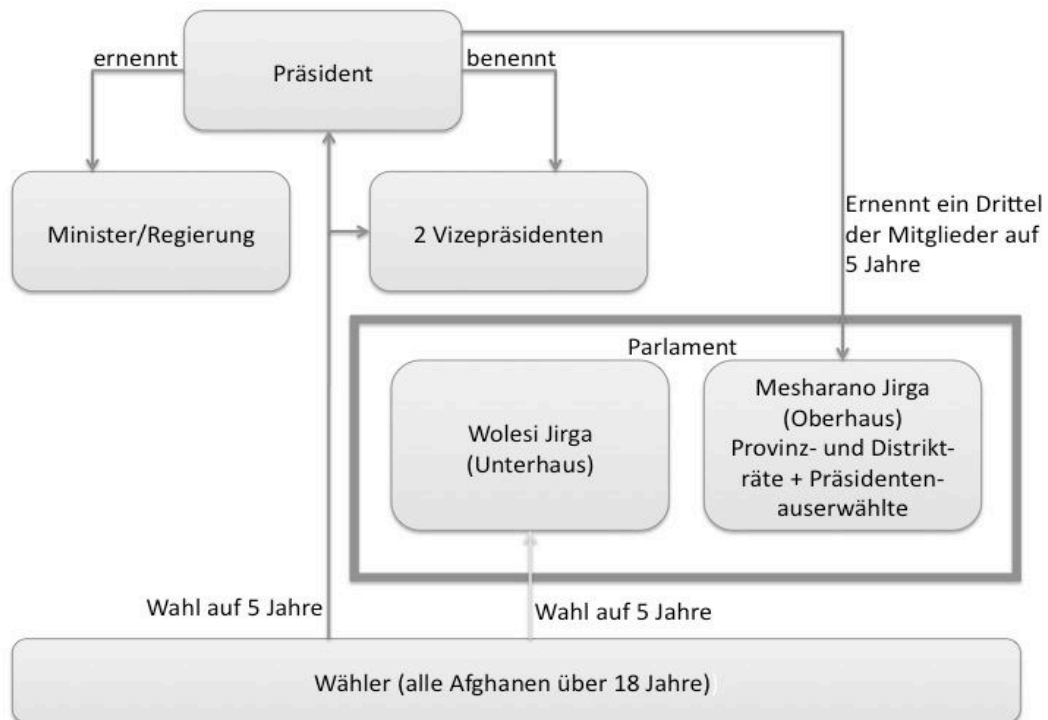 ernennt
Präsident
benennt
Minister/Regierung
2 Vizepräsidenten
Ernennt ein Drittel
der Mitglieder auf
5 Jahre
Parlament
Wolesi Jirga
(Unterhaus)
Mesharano Jirga
(Oberhaus)
Provinz- und Distrikt-
räte + Präsidenten-
auserwählte
Wahl auf 5 Jahre
Wahl auf 5 Jahre
Wähler (alle Afghanen über 18 Jahre)